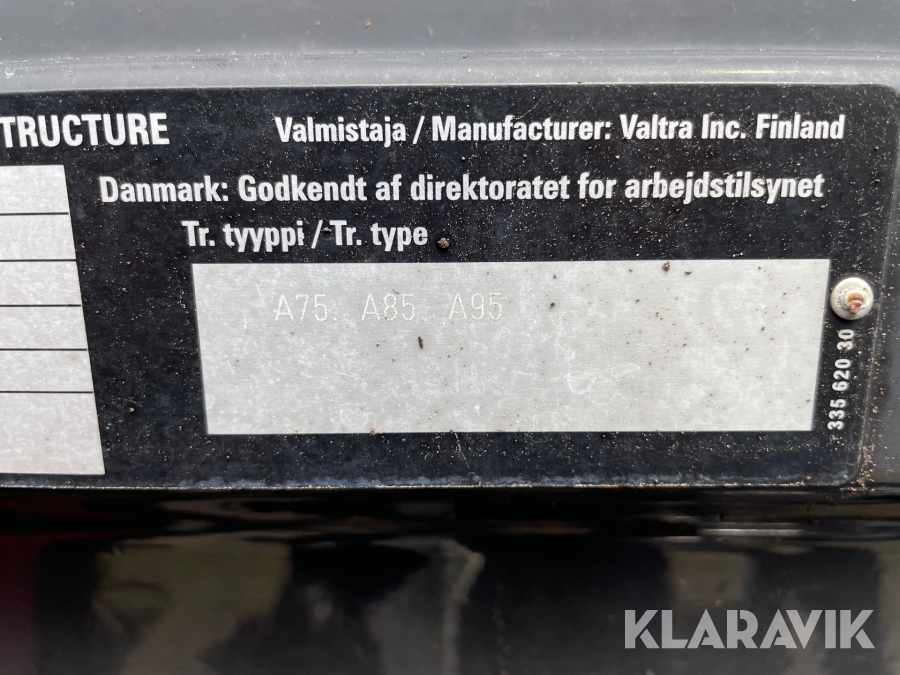 TRUCTURE
Valmistaja / Manufacturer: Valtra Inc. Finland
Danmark: Godkendt af direktoratet for arbejdstilsynet
Tr. tyyppi / Tr. type
A75 A85 A95
335 620 30
KLARAVIK